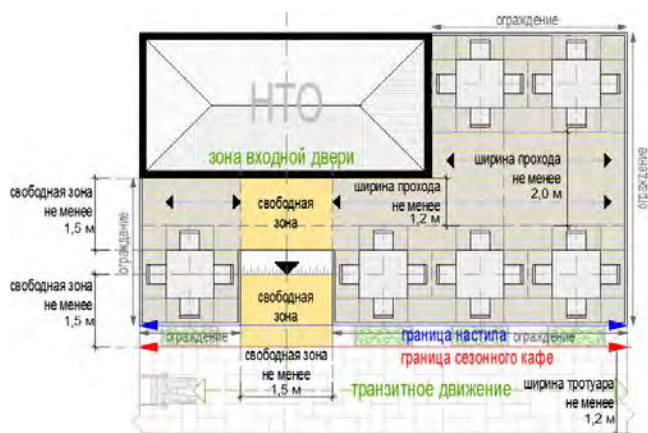 ограждение
НТО
зона входной двери
свободная зона
не менее
1,5 м
ограждение
свободная
зона
ширина прохода
не менее
1,2 м
ширина прохода
не менее
2,0 м
ограждение
свободная зона
не менее
1,5 м
свободная
зона
ограждение
граница настила
ограждение
граница сезонного кафе
свободная зона
не менее
1,5 м
транзитное движение
ширина тротуара
не менее
1,2 м